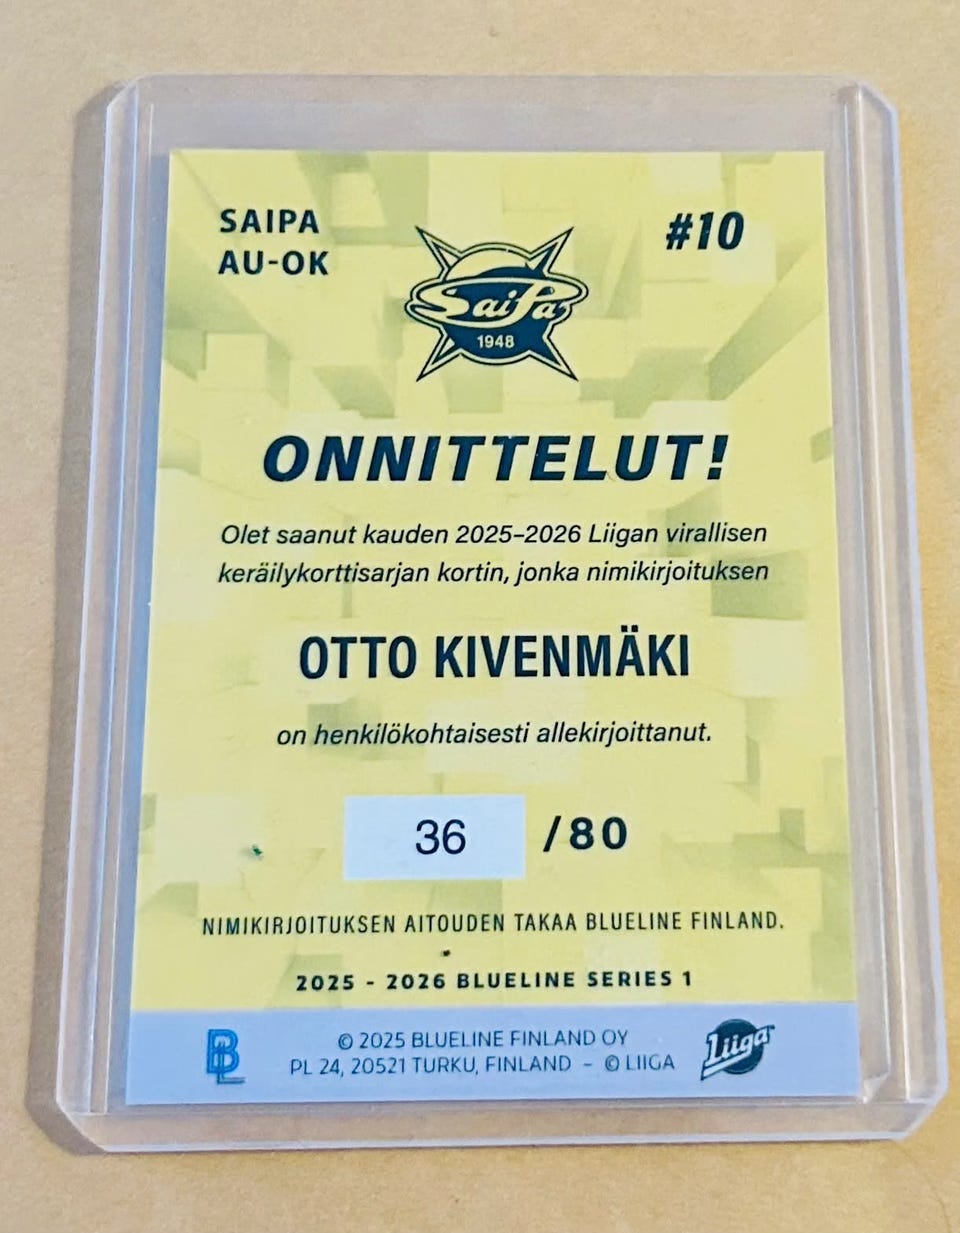 SAIPA
AU-OK
#10
SaiPa
1948
ONNITTELUT!
Olet saanut kauden 2025–2026 Liigan virallisen
keräilykorttisarjan kortin, jonka nimikirjoituksen
OTTO KIVENMÄKI
on henkilökohtaisesti allekirjoittanut.
36 /80
NIMIKIRJOITUKSEN AITOUDEN TAKAA BLUELINE FINLAND.
2025 - 2026 BLUELINE SERIES 1
BL
© 2025 BLUELINE FINLAND OY
PL 24, 20521 TURKU, FINLAND – © LIIGA
Liiga